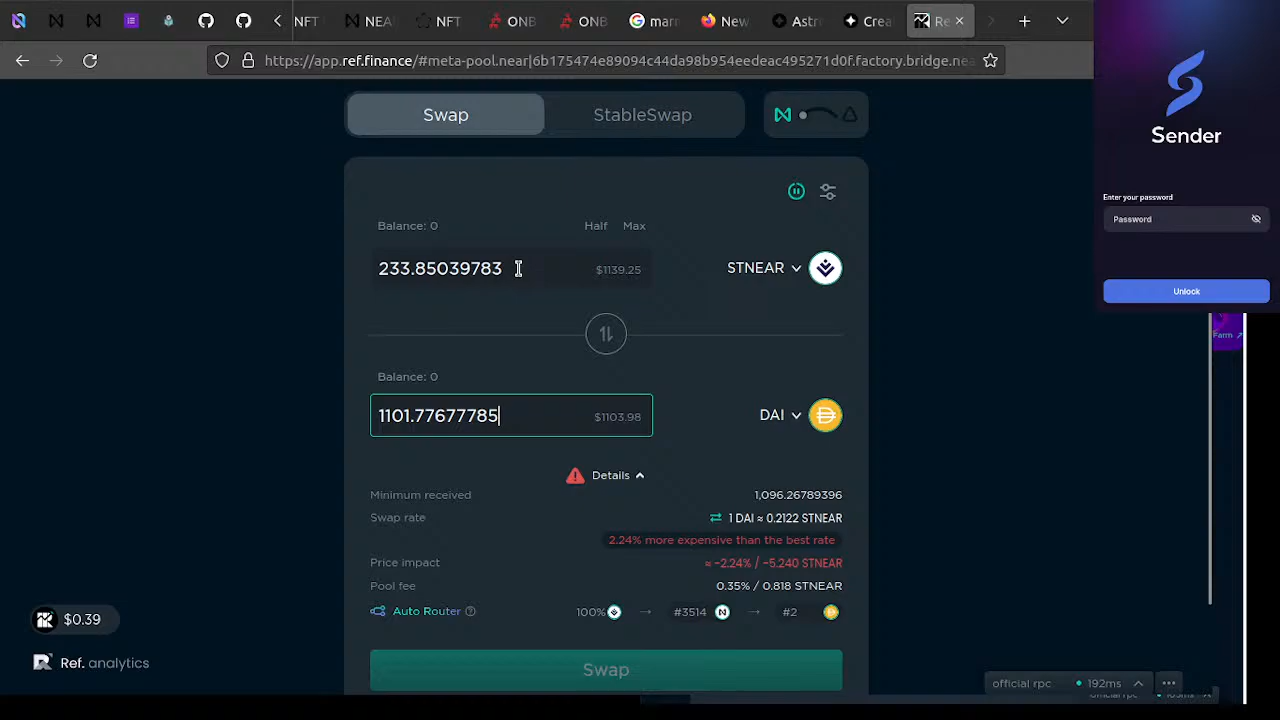 NFT
NEA
NFT
ONB
ONB
marr
New
Astr
Crea
Re
https://app.ref.finance/#meta-pool.near|6b175474e89094c44da98b954eedeac495271d0f.factory.bridge.nea
Sender
Enter your password
Password
Unlock
Farm
Swap
StableSwap
Balance: 0
Half
Max
233.85039783
$1139.25
STNEAR
Balance: 0
1101.77677785
$1103.98
DAI
Details
Minimum received
1,096.26789396
Swap rate
1 DAI ≈ 0.2122 STNEAR
2.24% more expensive than the best rate
Price impact
≈ -2.24% / -5.240 STNEAR
Pool fee
0.35% / 0.818 STNEAR
Auto Router
100%
#3514
#2
Swap
$0.39
Ref. analytics
official rpc
192ms